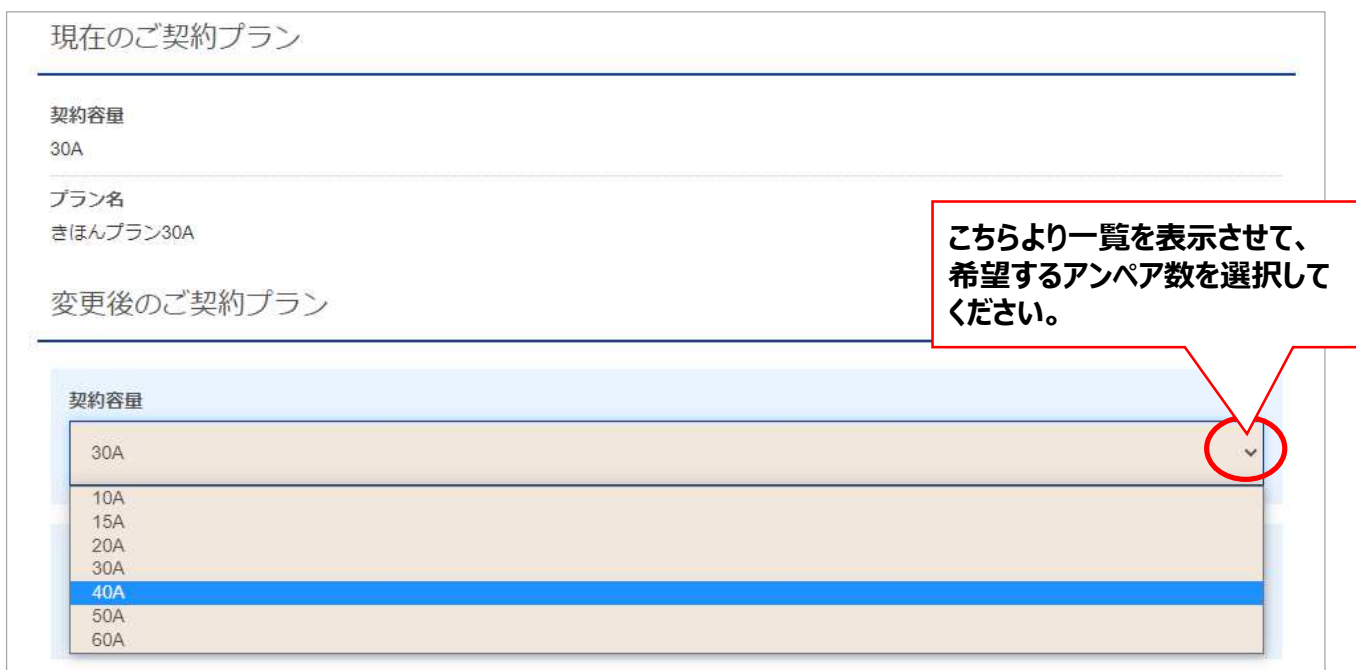 現在のご契約プラン
契約容量
30A
プラン名
きほんプラン30A
こちらより一覧を表示させて、
希望するアンペア数を選択して
ください。
変更後のご契約プラン
契約容量
30A
10A
15A
20A
30A
40A
50A
60A